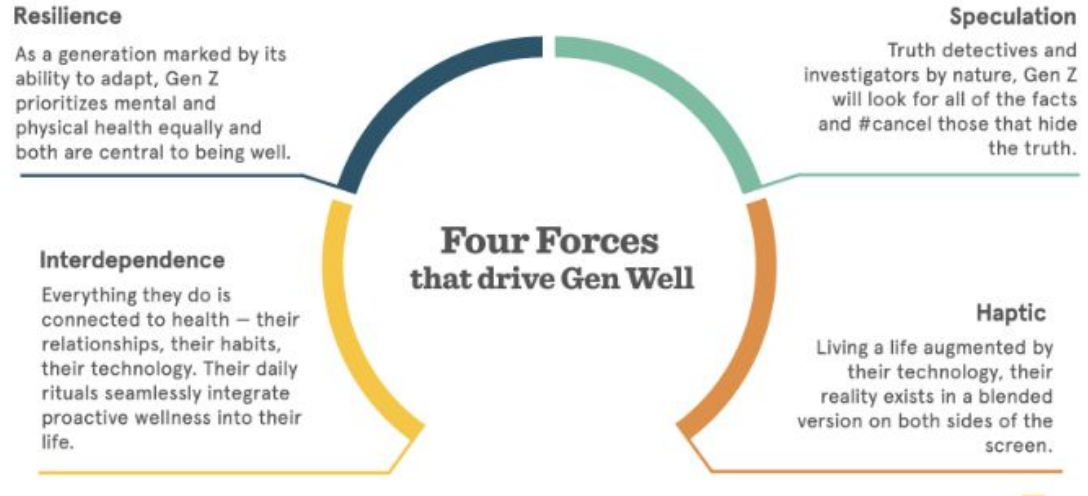 Resilience
As a generation marked by its
ability to adapt, Gen Z
prioritizes mental and
physical health equally and
both are central to being well.
Speculation
Truth detectives and
investigators by nature, Gen Z
will look for all of the facts
and #cancel those that hide
the truth.
Four Forces
that drive Gen Well
Interdependence
Everything they do is
connected to health — their
relationships, their habits,
their technology. Their daily
rituals seamlessly integrate
proactive wellness into their
life.
Haptic
Living a life augmented by
their technology, their
reality exists in a blended
version on both sides of the
screen.